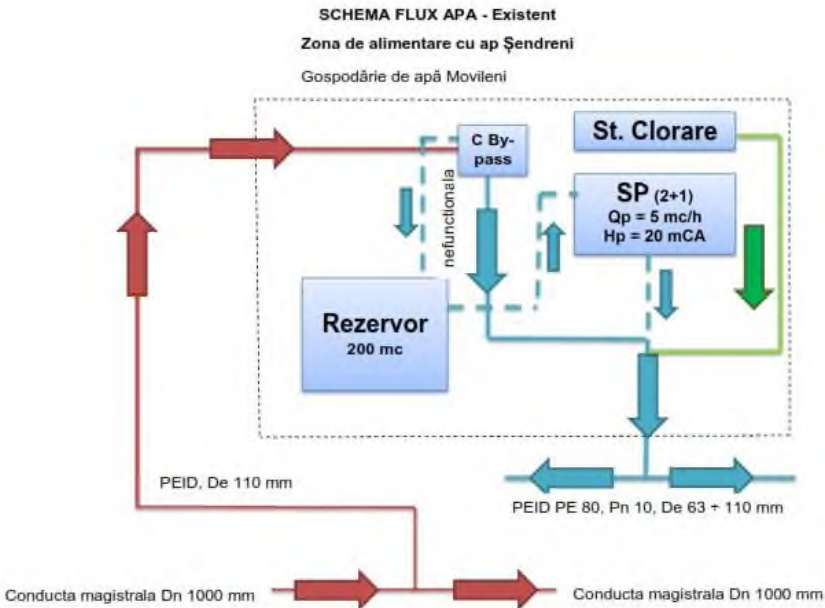 SCHEMA FLUX APA - Existent
Zona de alimentare cu ap Șendreni
Gospodărie de apă Movileni
C By-
pass
St. Clorare
nefunctionala
SP (2+1)
Qp = 5 mc/h
Hp = 20 mCA
Rezervor
200 mc
PEID, De 110 mm
PEID PE 80, Pn 10, De 63 ÷ 110 mm
Conducta magistrala Dn 1000 mm
Conducta magistrala Dn 1000 mm